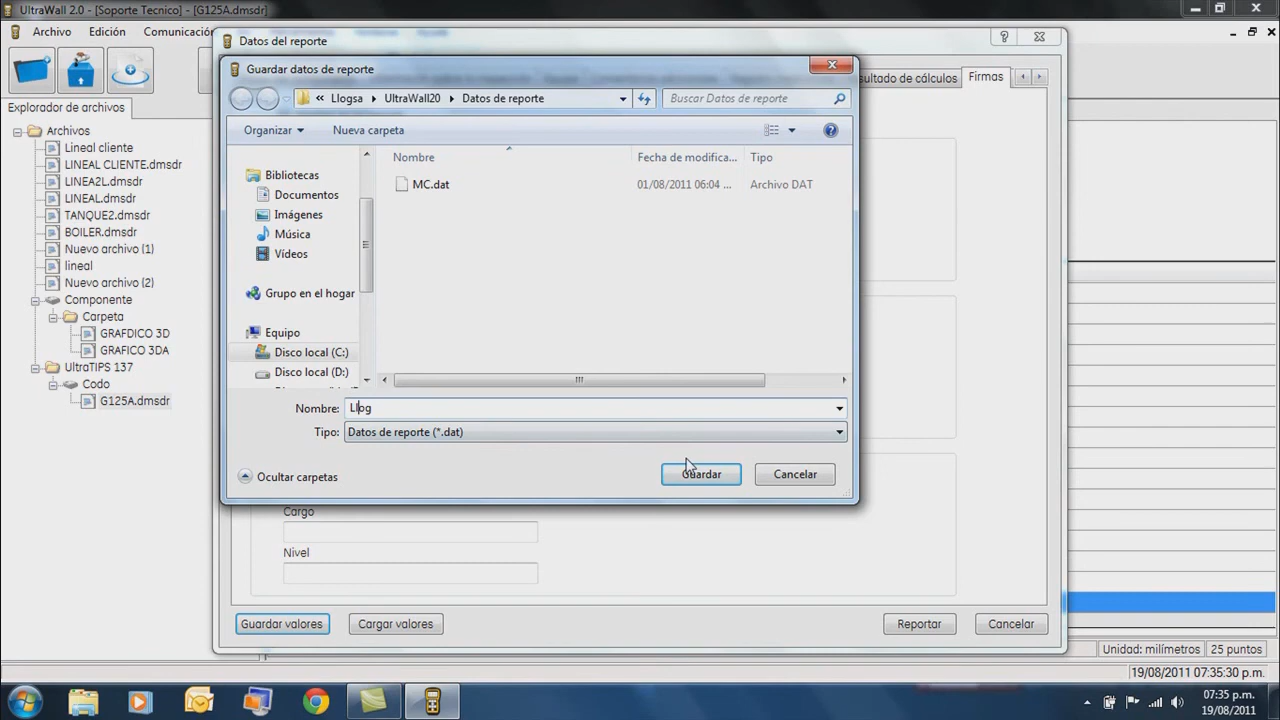 UltraWall 2.0 - [Soporte Tecnico] - [G125A.dmsdr]
Archivo Edición Comunicación
Explorador de archivos
Archivos
Lineal cliente
LINEAL CLIENTE.dmsdr
LINEA2L.dmsdr
LINEAL.dmsdr
TANQUE2.dmsdr
BOILER.dmsdr
Nuevo archivo (1)
lineal
Nuevo archivo (2)
Componente
Carpeta
GRAFDICO 3D
GRAFICO 3DA
UltraTIPS 137
Codo
G125A.dmsdr
Datos del reporte
esultado de cálculos Firmas
Guardar datos de reporte
« Llogsa UltraWall20 Datos de reporte
Buscar Datos de reporte
Organizar Nueva carpeta
Bibliotecas
Documentos
Imágenes
Música
Vídeos
Grupo en el hogar
Equipo
Disco local (C:)
Disco local (D:)
Nombre Fecha de modifica... Tipo
MC.dat 01/08/2011 06:04 ... Archivo DAT
Nombre: Llog
Tipo: Datos de reporte (*.dat)
Ocultar carpetas Guardar Cancelar
Cargo
Nivel
Guardar valores Cargar valores Reportar Cancelar
Unidad: milímetros 25 puntos
19/08/2011 07:35:30 p.m.
07:35 p.m.
19/08/2011